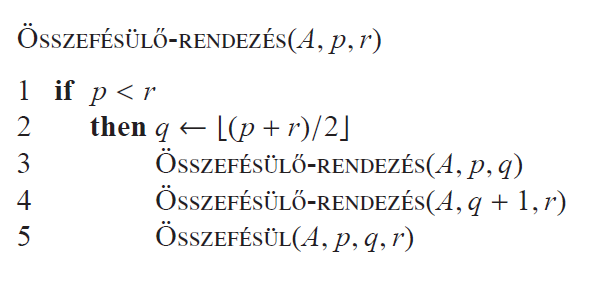 ÖSSZEFÉSÜLŐ-RENDEZÉS(A, p, r)
1 if p < r
2 then q ← ⌊(p + r)/2⌋
3 ÖSSZEFÉSÜLŐ-RENDEZÉS(A, p, q)
4 ÖSSZEFÉSÜLŐ-RENDEZÉS(A, q + 1, r)
5 ÖSSZEFÉSÜL(A, p, q, r)